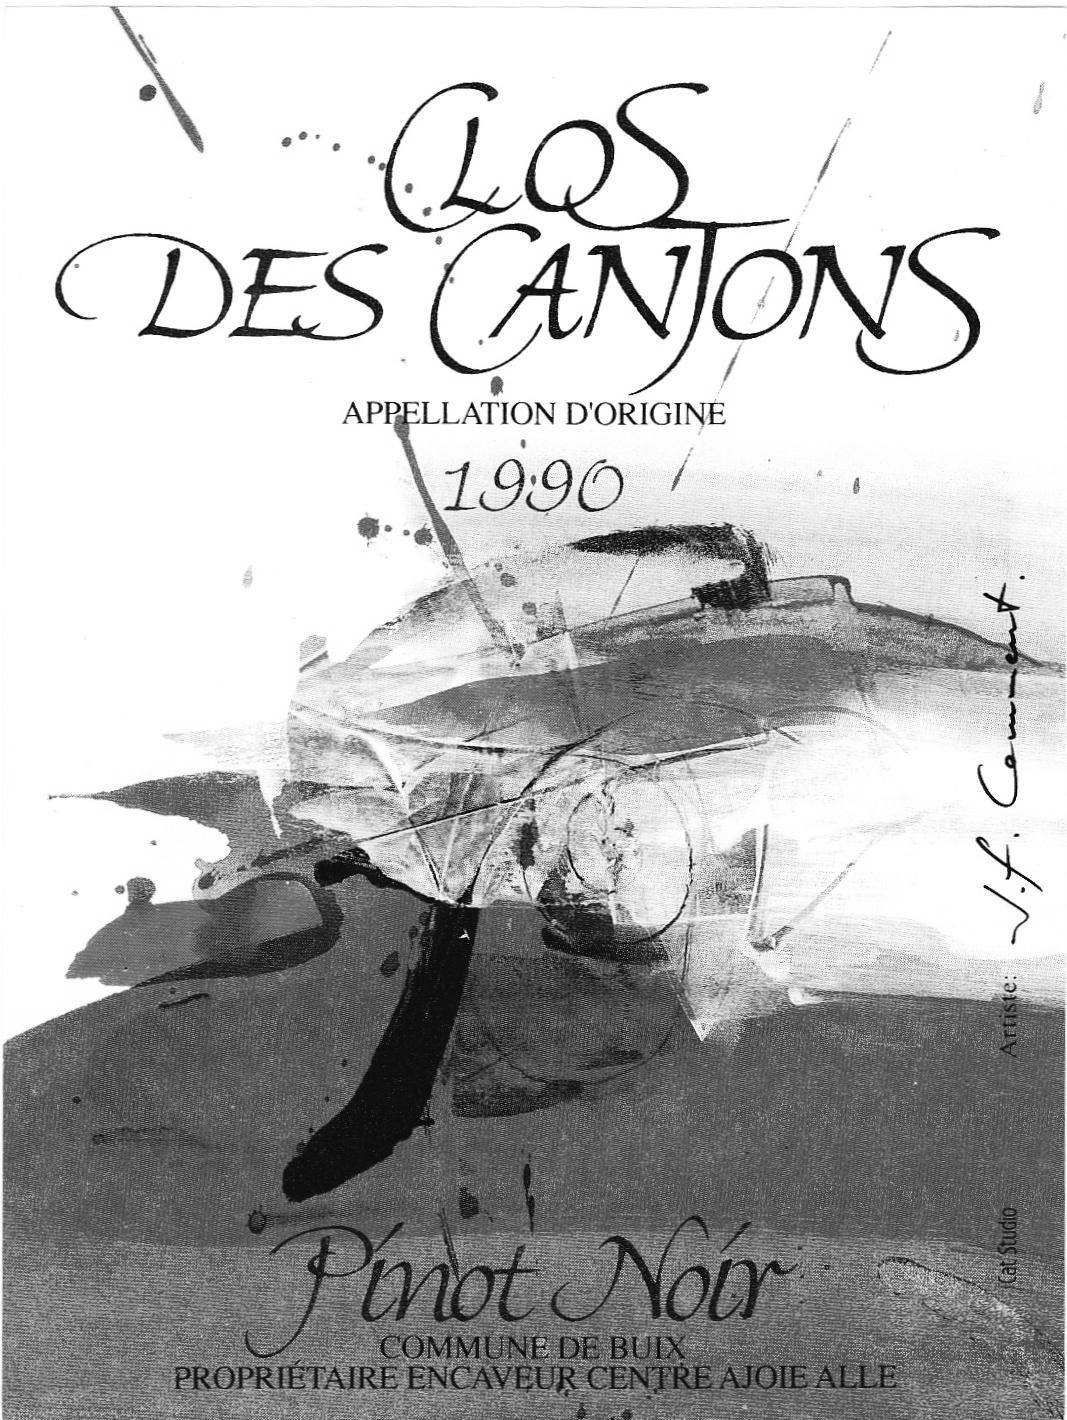 CLOS
DES CANTONS
APPELLATION D'ORIGINE
1990
Artiste: J.f. Comment.
Cat Studio
Pinot Noir
COMMUNE DE BUIX
PROPRIÉTAIRE ENCAVEUR CENTRE AJOIE ALLE